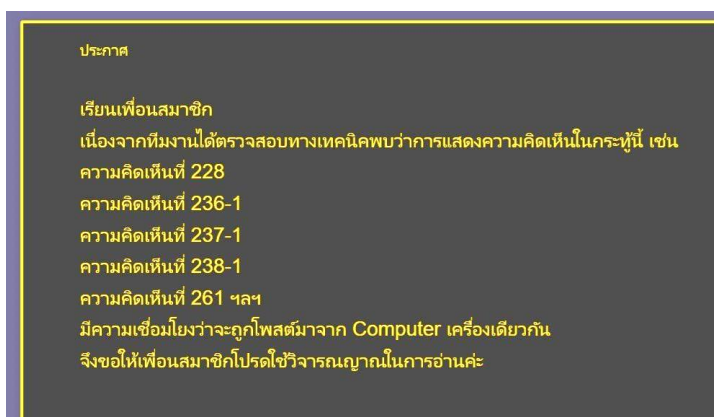 ประกาศ
เรียนเพื่อนสมาชิก
เนื่องจากทีมงานได้ตรวจสอบทางเทคนิคพบว่าการแสดงความคิดเห็นในกระทู้นี้ เช่น
ความคิดเห็นที่ 228
ความคิดเห็นที่ 236-1
ความคิดเห็นที่ 237-1
ความคิดเห็นที่ 238-1
ความคิดเห็นที่ 261 ฯลฯ
มีความเชื่อมโยงว่าจะถูกโพสต์มาจาก Computer เครื่องเดียวกัน
จึงขอให้เพื่อนสมาชิกโปรดใช้วิจารณญาณในการอ่านค่ะ